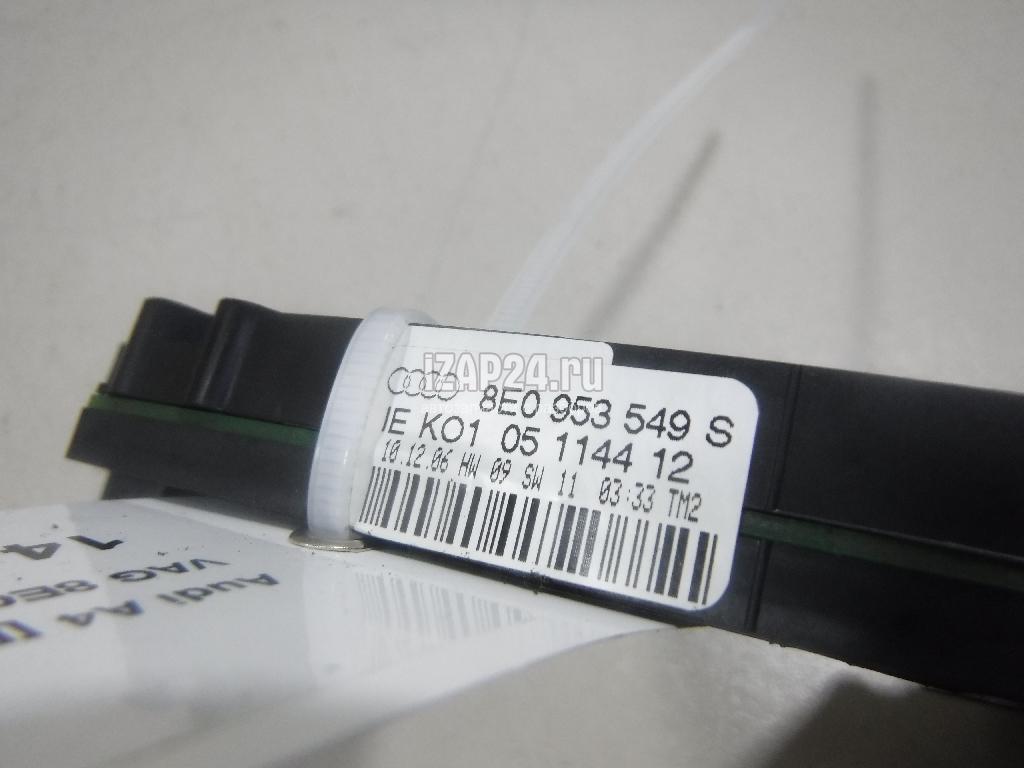 iZAP24.ru
8E0 953 549 S
IE KO1 05 1144 12
10.12.06 HW 09 SW 11 03:33 TM2
Audi A4
VAG 8E0
14